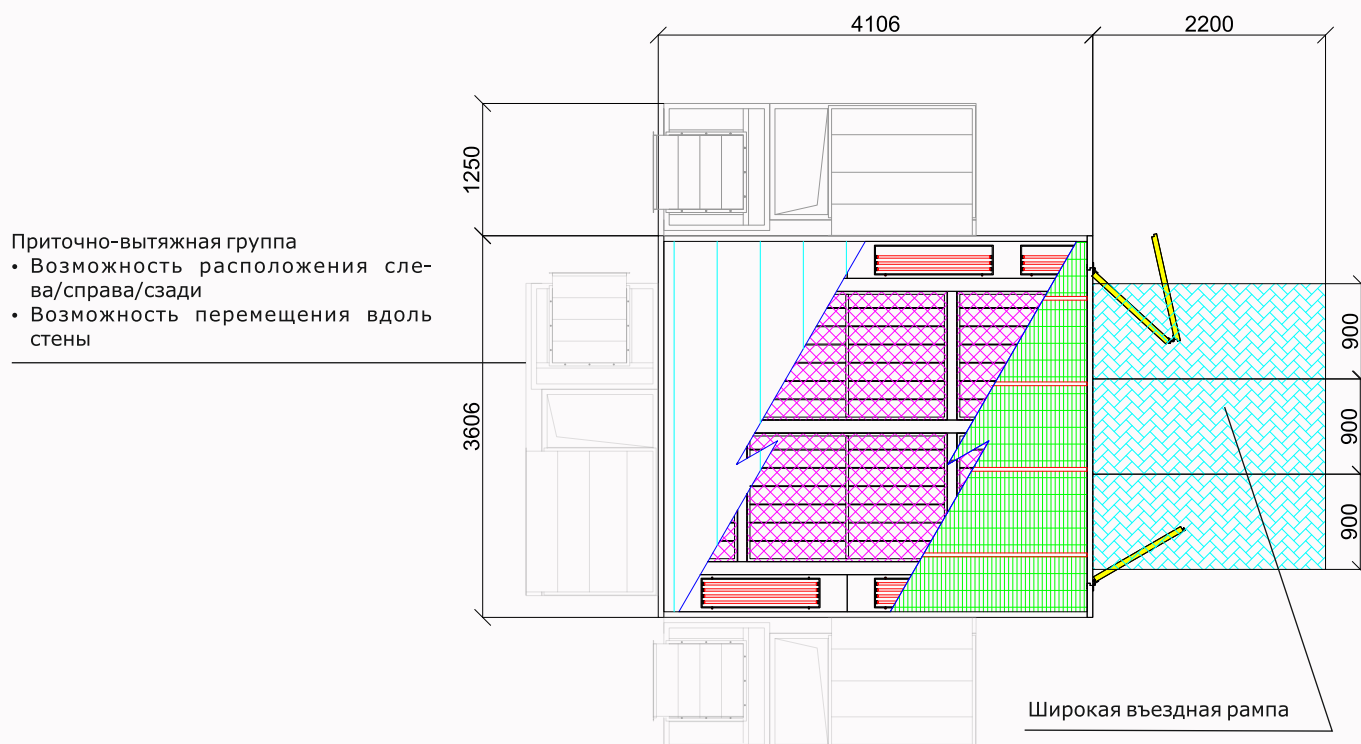 4106
2200
1250
Приточно-вытяжная группа
• Возможность расположения сле-
ва/справа/сзади
• Возможность перемещения вдоль
стены
3606
900
900
900
Широкая въездная рампа